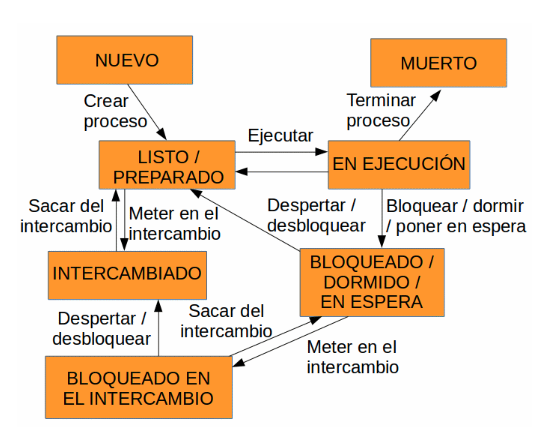 NUEVO
MUERTO
Crear
proceso
Terminar
proceso
Ejecutar
LISTO /
PREPARADO
EN EJECUCIÓN
Sacar del
intercambio
Meter en el
intercambio
Despertar /
desbloquear
Bloquear / dormir
/ poner en espera
INTERCAMBIADO
BLOQUEADO /
DORMIDO /
EN ESPERA
Despertar /
desbloquear
Sacar del
intercambio
Meter en el
intercambio
BLOQUEADO EN
EL INTERCAMBIO